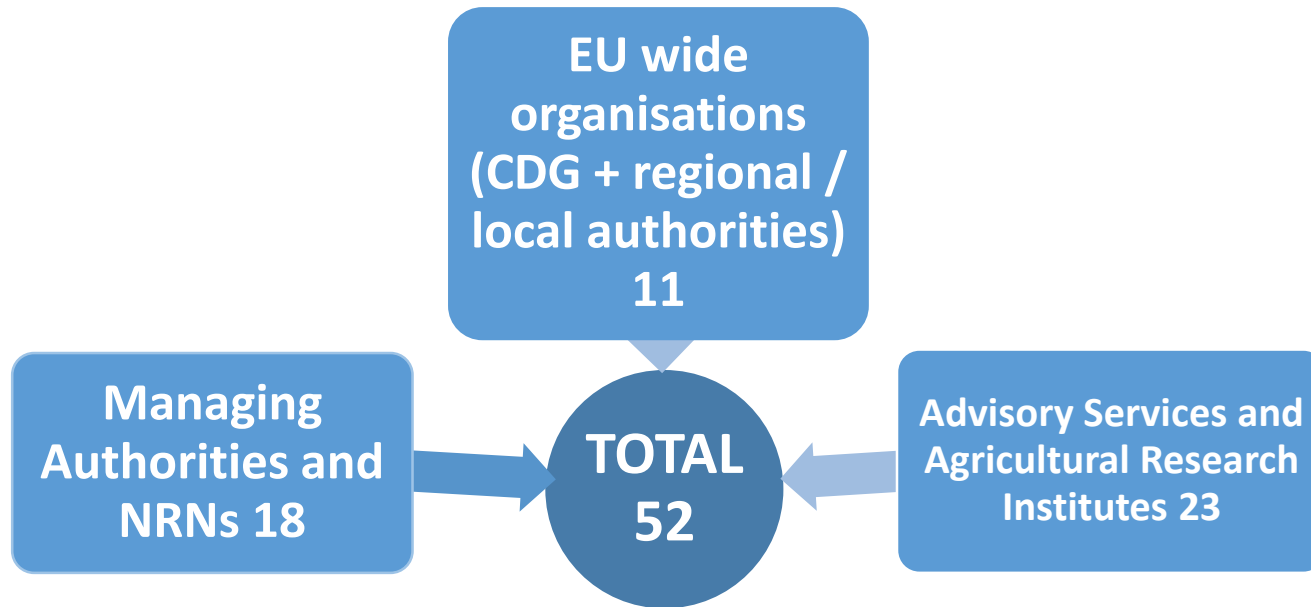 EU wide
organisations
(CDG + regional /
local authorities)
11
Managing
Authorities and
NRNs 18
TOTAL
52
Advisory Services and
Agricultural Research
Institutes 23